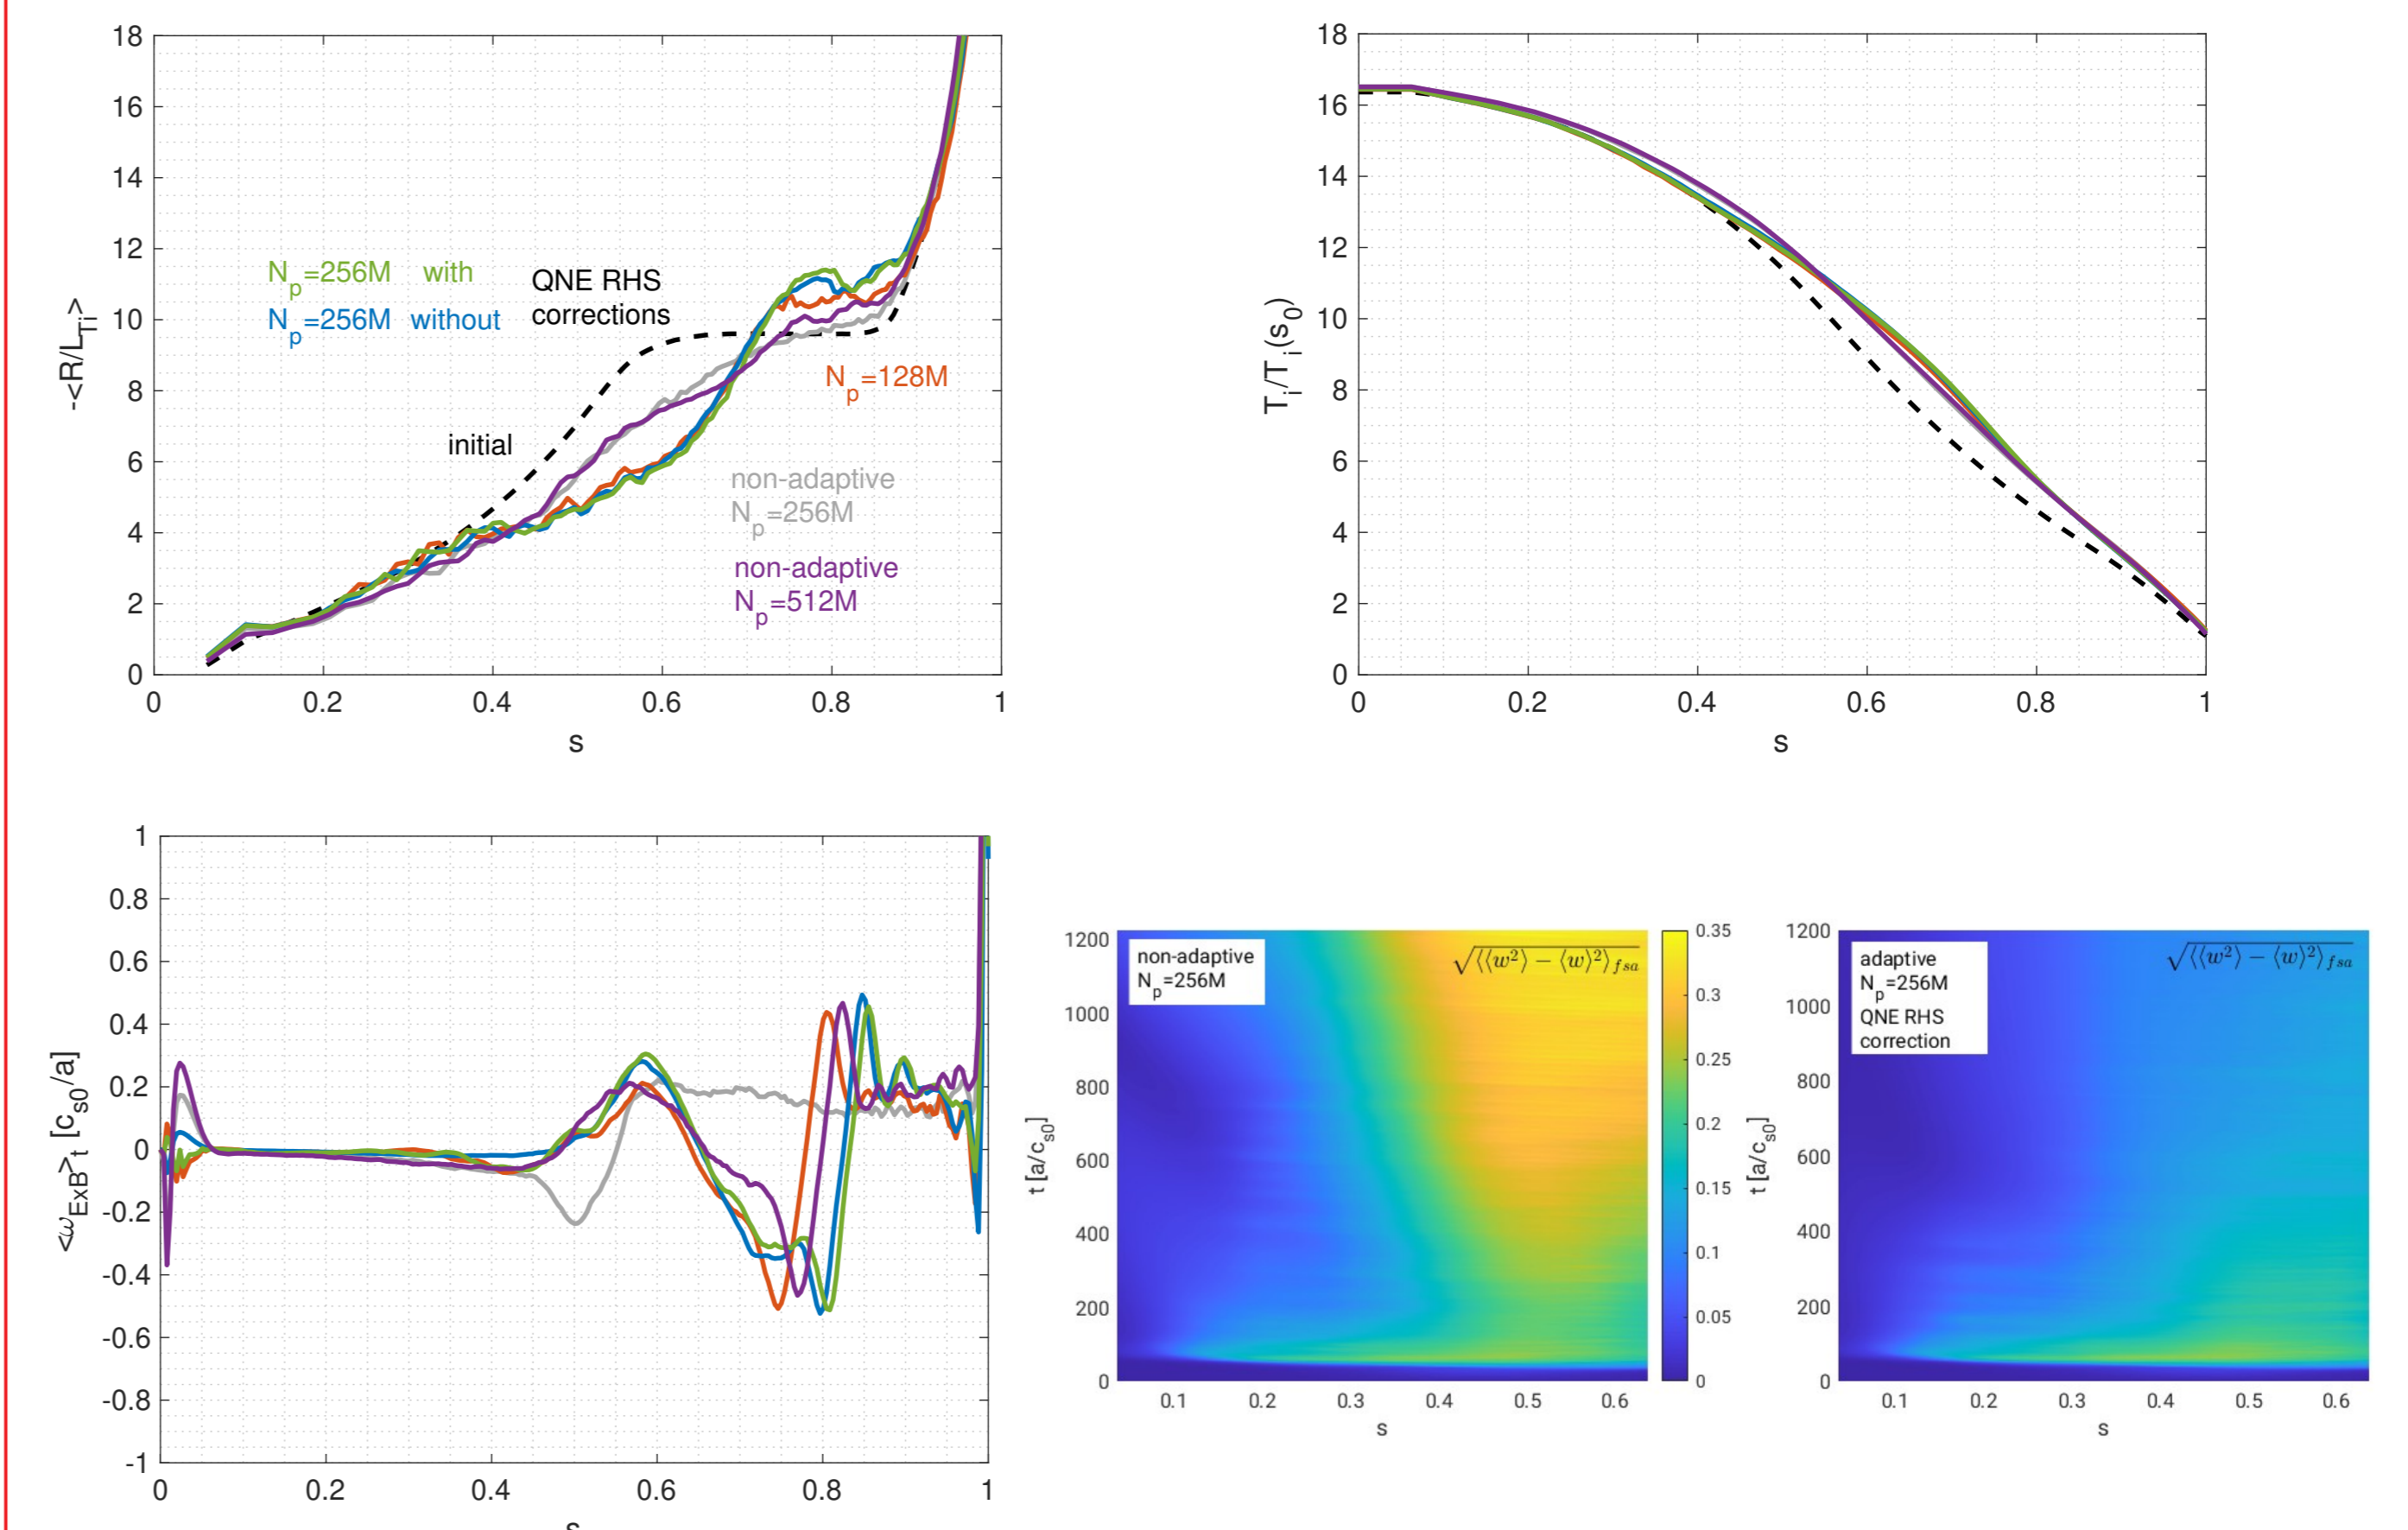 18
16
14
12
10
8
6
4
2
0
0 0.2 0.4 0.6 0.8 1
s
-<R/L_Ti>
N_p=256M with
N_p=256M without
QNE RHS
corrections
initial
N_p=128M
non-adaptive
N_p=256M
non-adaptive
N_p=512M
18
16
14
12
10
8
6
4
2
0
0 0.2 0.4 0.6 0.8 1
s
T_i/T_i(s_0)
1
0.8
0.6
0.4
0.2
0
-0.2
-0.4
-0.6
-0.8
-1
0 0.2 0.4 0.6 0.8 1
<ω_ExB>_t [c_s0/a]
1200
1000
800
600
400
200
0
0.1 0.2 0.3 0.4 0.5 0.6
s
t [a/c_s0]
non-adaptive
N_p=256M
√⟨⟨w²⟩ − ⟨w⟩²⟩_fsa
0.35
0.3
0.25
0.2
0.15
0.1
0.05
0
1200
1000
800
600
400
200
0
0.1 0.2 0.3 0.4 0.5 0.6
s
t [a/c_s0]
adaptive
N_p=256M
QNE RHS
correction
√⟨⟨w²⟩ − ⟨w⟩²⟩_fsa